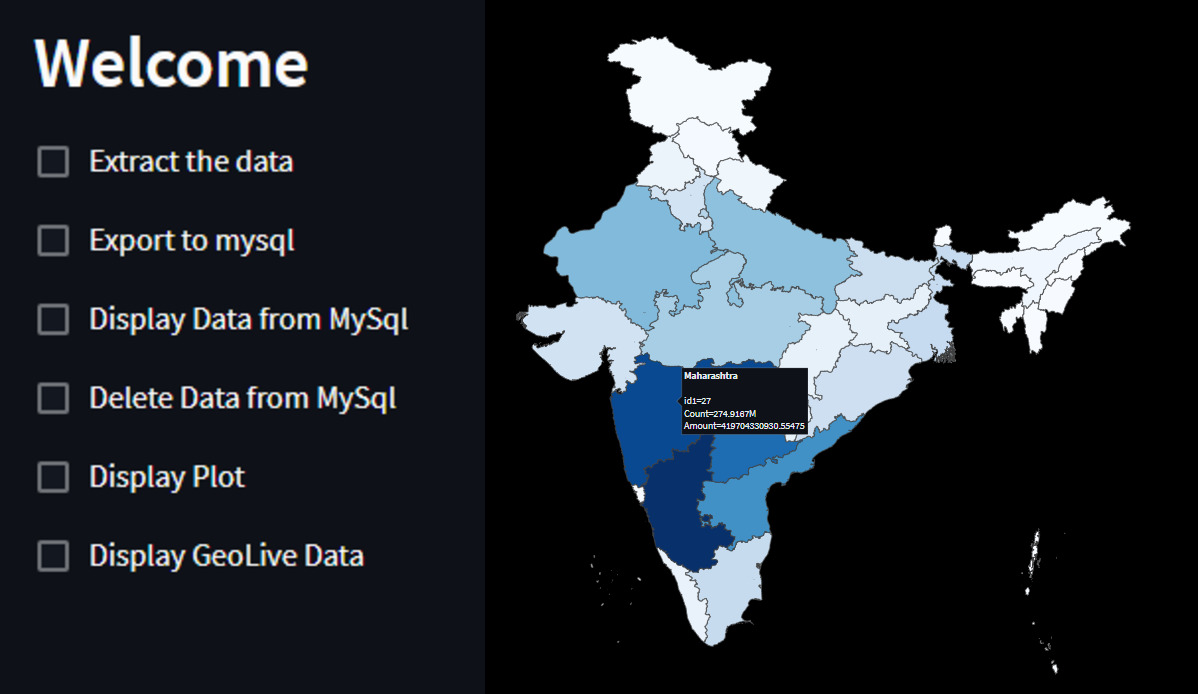 Welcome
Extract the data
Export to mysql
Display Data from MySql
Delete Data from MySql
Display Plot
Display GeoLive Data
Maharashtra
id1=27
Count=274.9167M
Amount=419704330930.55475